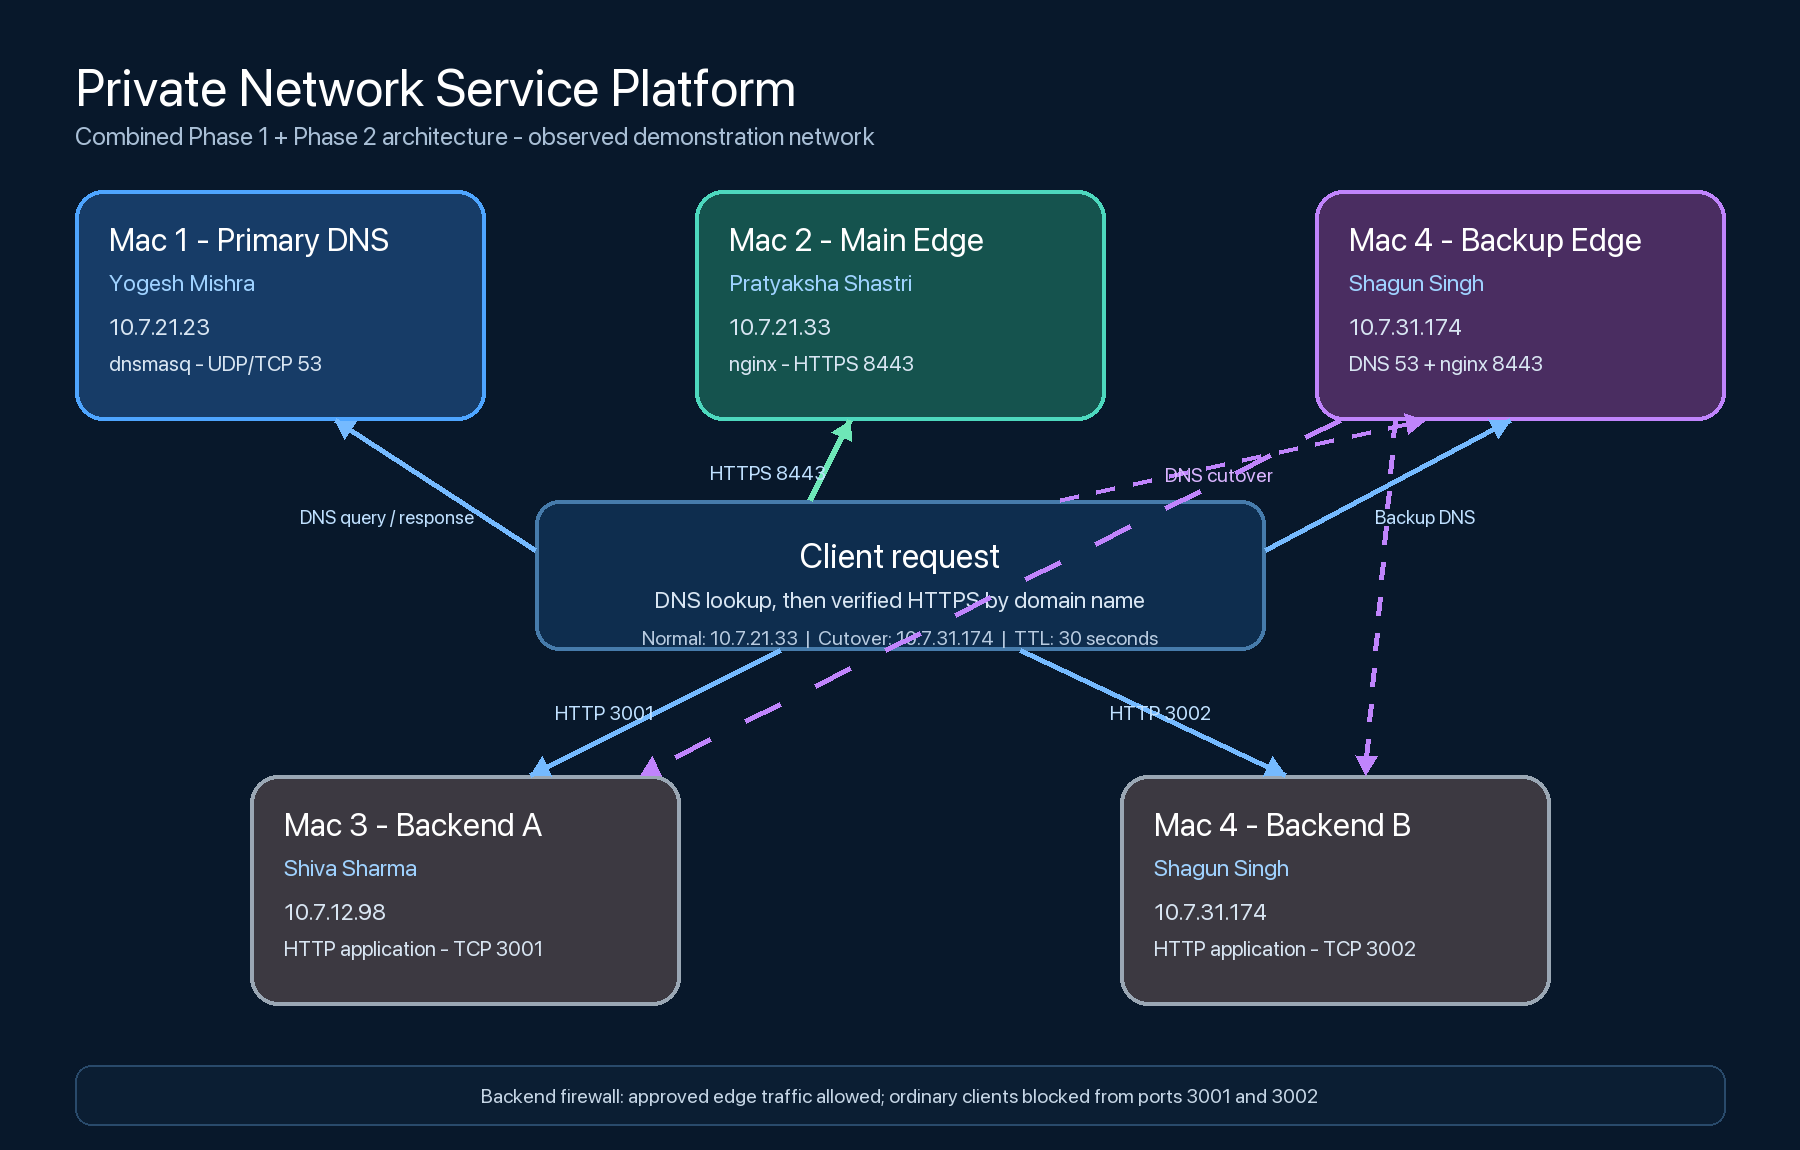 Private Network Service Platform
Combined Phase 1 + Phase 2 architecture - observed demonstration network
Mac 1 - Primary DNS
Yogesh Mishra
10.7.21.23
dnsmasq - UDP/TCP 53
Mac 2 - Main Edge
Pratyaksha Shastri
10.7.21.33
nginx - HTTPS 8443
Mac 4 - Backup Edge
Shagun Singh
10.7.31.174
DNS 53 + nginx 8443
HTTPS 8443
DNS cutover
DNS query / response
Backup DNS
Client request
DNS lookup, then verified HTTPS by domain name
Normal: 10.7.21.33 | Cutover: 10.7.31.174 | TTL: 30 seconds
HTTP 3001
HTTP 3002
Mac 3 - Backend A
Shiva Sharma
10.7.12.98
HTTP application - TCP 3001
Mac 4 - Backend B
Shagun Singh
10.7.31.174
HTTP application - TCP 3002
Backend firewall: approved edge traffic allowed; ordinary clients blocked from ports 3001 and 3002